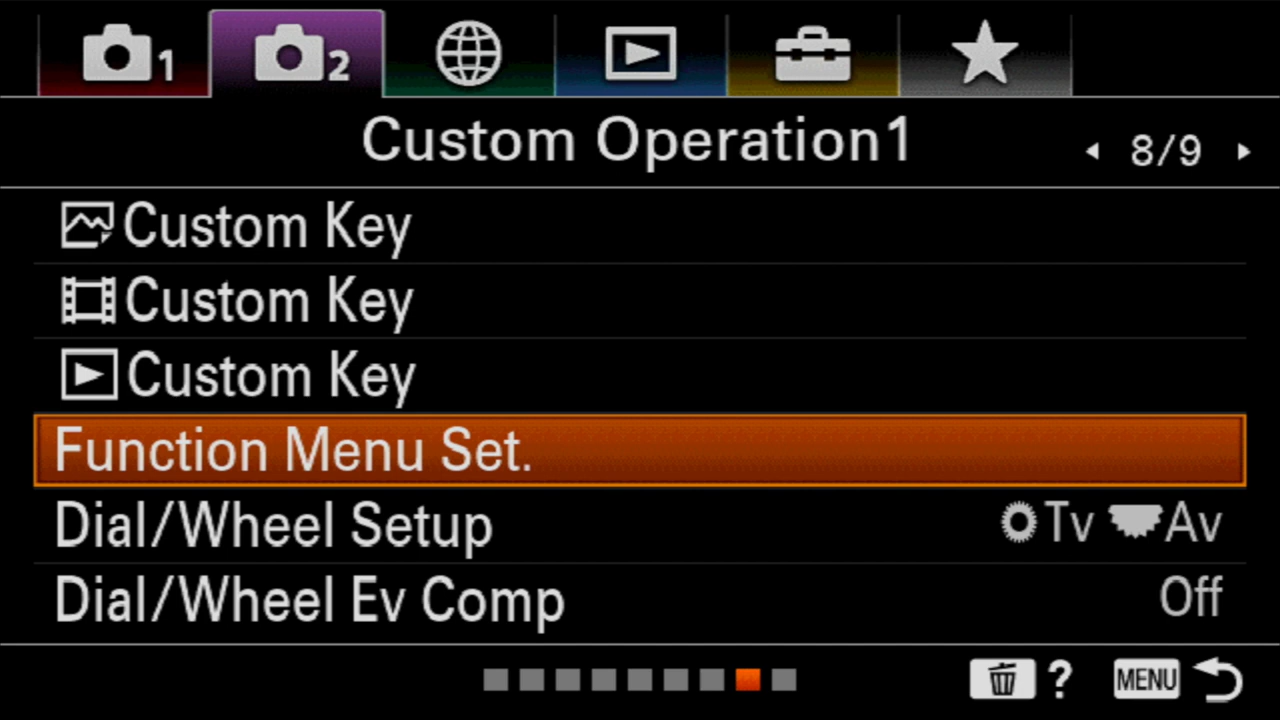 1 2
Custom Operation1 8/9
Custom Key
Custom Key
Custom Key
Function Menu Set.
Dial/Wheel Setup Tv Av
Dial/Wheel Ev Comp Off
? MENU